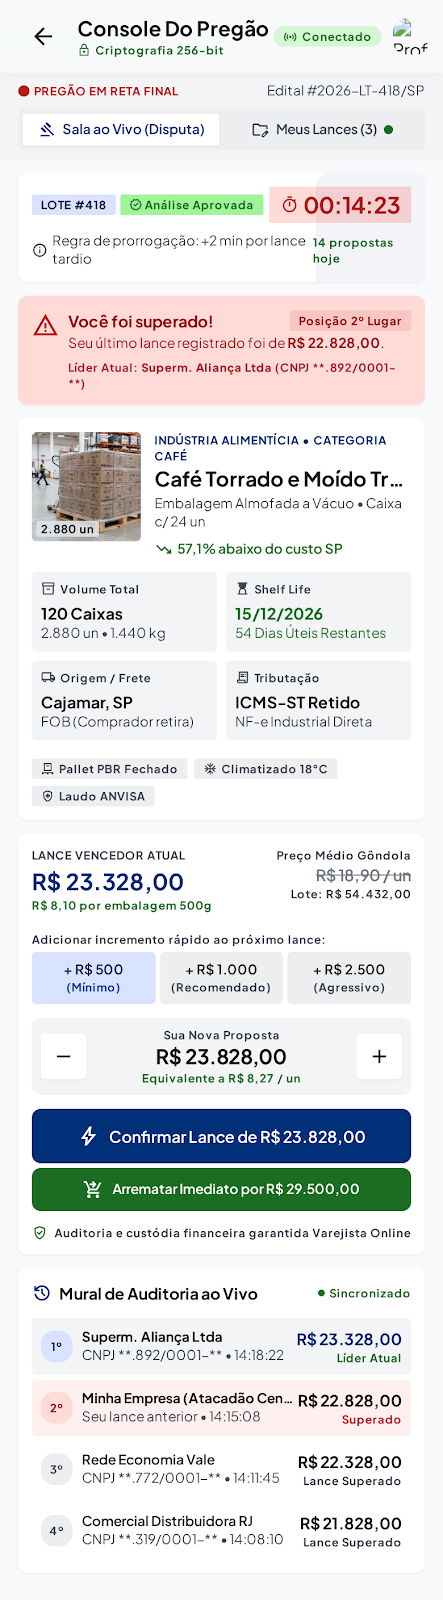 Console Do Pregão
Criptografia 256-bit
Conectado
PREGÃO EM RETA FINAL
Edital #2026-LT-418/SP
Sala ao Vivo (Disputa)
Meus Lances (3)
LOTE #418
Análise Aprovada
00:14:23
Regra de prorrogação: +2 min por lance
tardio
14 propostas
hoje
Você foi superado!
Posição 2º Lugar
Seu último lance registrado foi de R$ 22.828,00.
Líder Atual: Superm. Aliança Ltda (CNPJ **.892/0001-
**)
INDÚSTRIA ALIMENTÍCIA • CATEGORIA
CAFÉ
Café Torrado e Moído Tr...
Embalagem Almofada a Vácuo • Caixa
c/ 24 un
2.880 un
57,1% abaixo do custo SP
Volume Total
120 Caixas
2.880 un • 1.440 kg
Shelf Life
15/12/2026
54 Dias Úteis Restantes
Origem / Frete
Cajamar, SP
FOB (Comprador retira)
Tributação
ICMS-ST Retido
NF-e Industrial Direta
Pallet PBR Fechado
Climatizado 18°C
Laudo ANVISA
LANCE VENCEDOR ATUAL
R$ 23.328,00
R$ 8,10 por embalagem 500g
Preço Médio Gôndola
R$ 18,90 / un
Lote: R$ 54.432,00
Adicionar incremento rápido ao próximo lance:
+ R$ 500
(Mínimo)
+ R$ 1.000
(Recomendado)
+ R$ 2.500
(Agressivo)
Sua Nova Proposta
− R$ 23.828,00 +
Equivalente a R$ 8,27 / un
Confirmar Lance de R$ 23.828,00
Arrematar Imediato por R$ 29.500,00
Auditoria e custódia financeira garantida Varejista Online
Mural de Auditoria ao Vivo
Sincronizado
1º
Superm. Aliança Ltda
CNPJ **.892/0001-** • 14:18:22
R$ 23.328,00
Líder Atual
2º
Minha Empresa (Atacadão Cen...
Seu lance anterior • 14:15:08
R$ 22.828,00
Superado
3º
Rede Economia Vale
CNPJ **.772/0001-** • 14:11:45
R$ 22.328,00
Lance Superado
4º
Comercial Distribuidora RJ
CNPJ **.319/0001-** • 14:08:10
R$ 21.828,00
Lance Superado